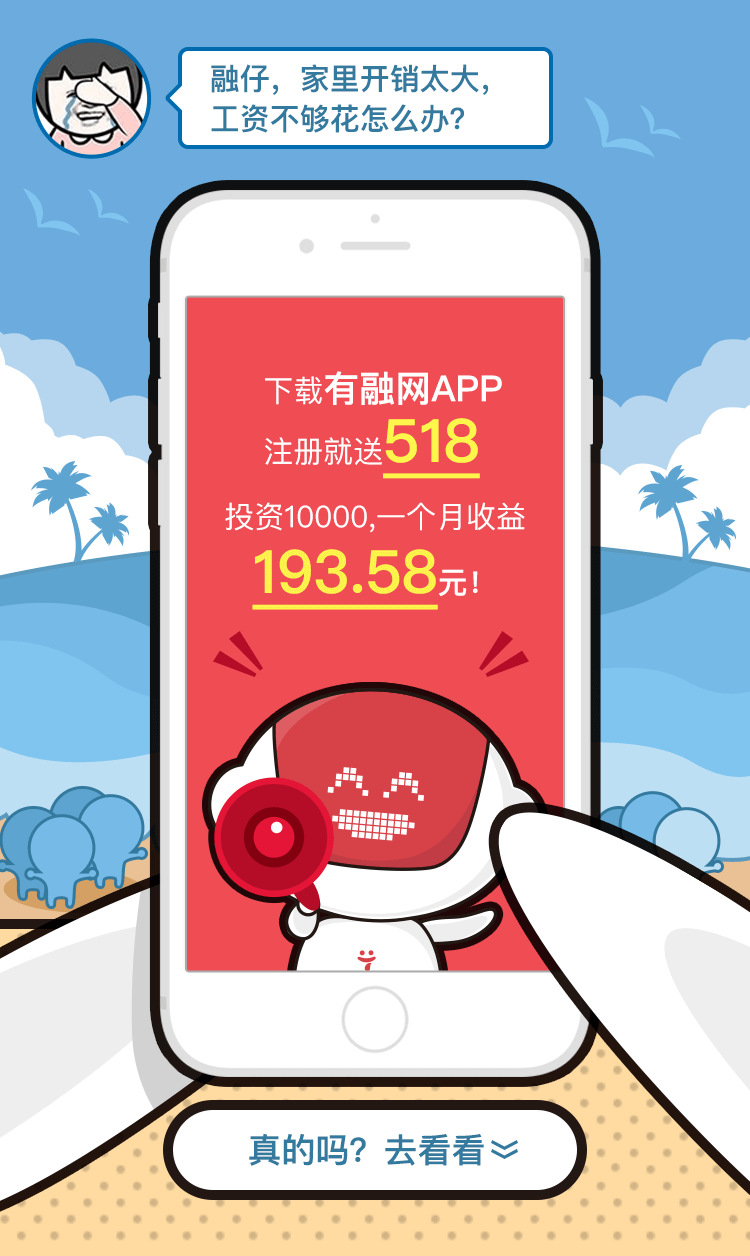 融仔，家里开销太大，
工资不够花怎么办？
下载有融网APP
注册就送518
投资10000,一个月收益
193.58元！
真的吗？去看看